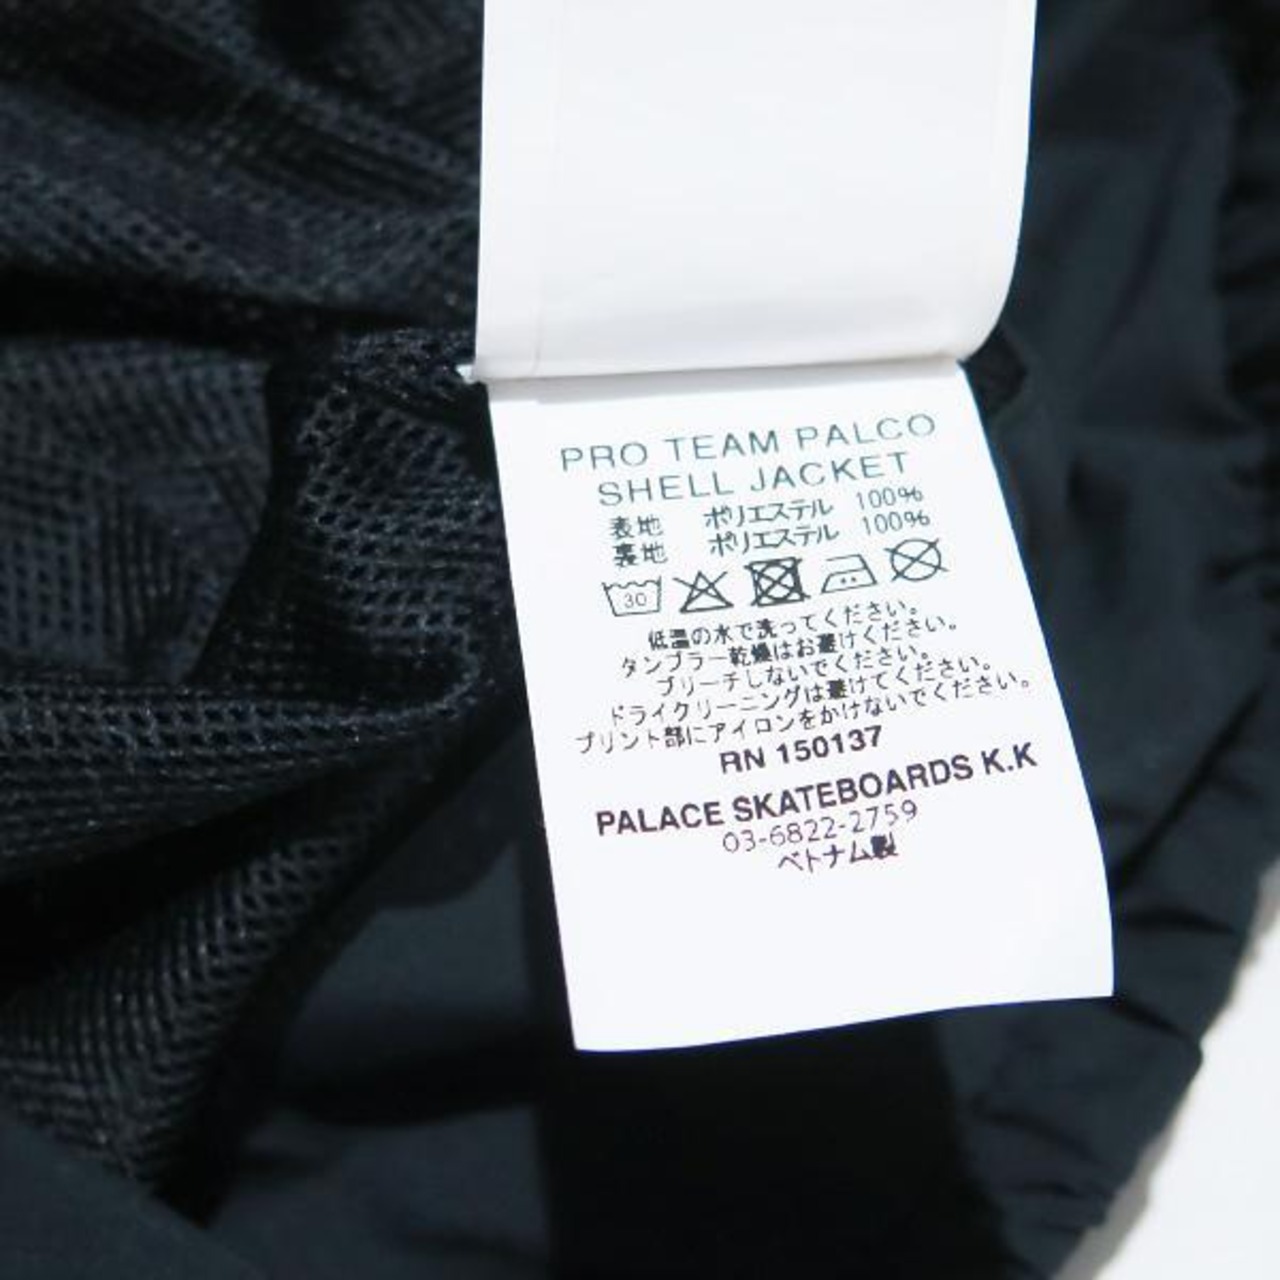 PRO TEAM PALCO
SHELL JACKET
表地 ポリエステル 100%
裏地 ポリエステル 100%
30
低温の水で洗ってください。
タンブラー乾燥はお避けください。
ブリーチしないでください。
ドライクリーニングは避けてください。
プリント部にアイロンをかけないでください。
RN 150137
PALACE SKATEBOARDS K.K
03-6822-2759
ベトナム製